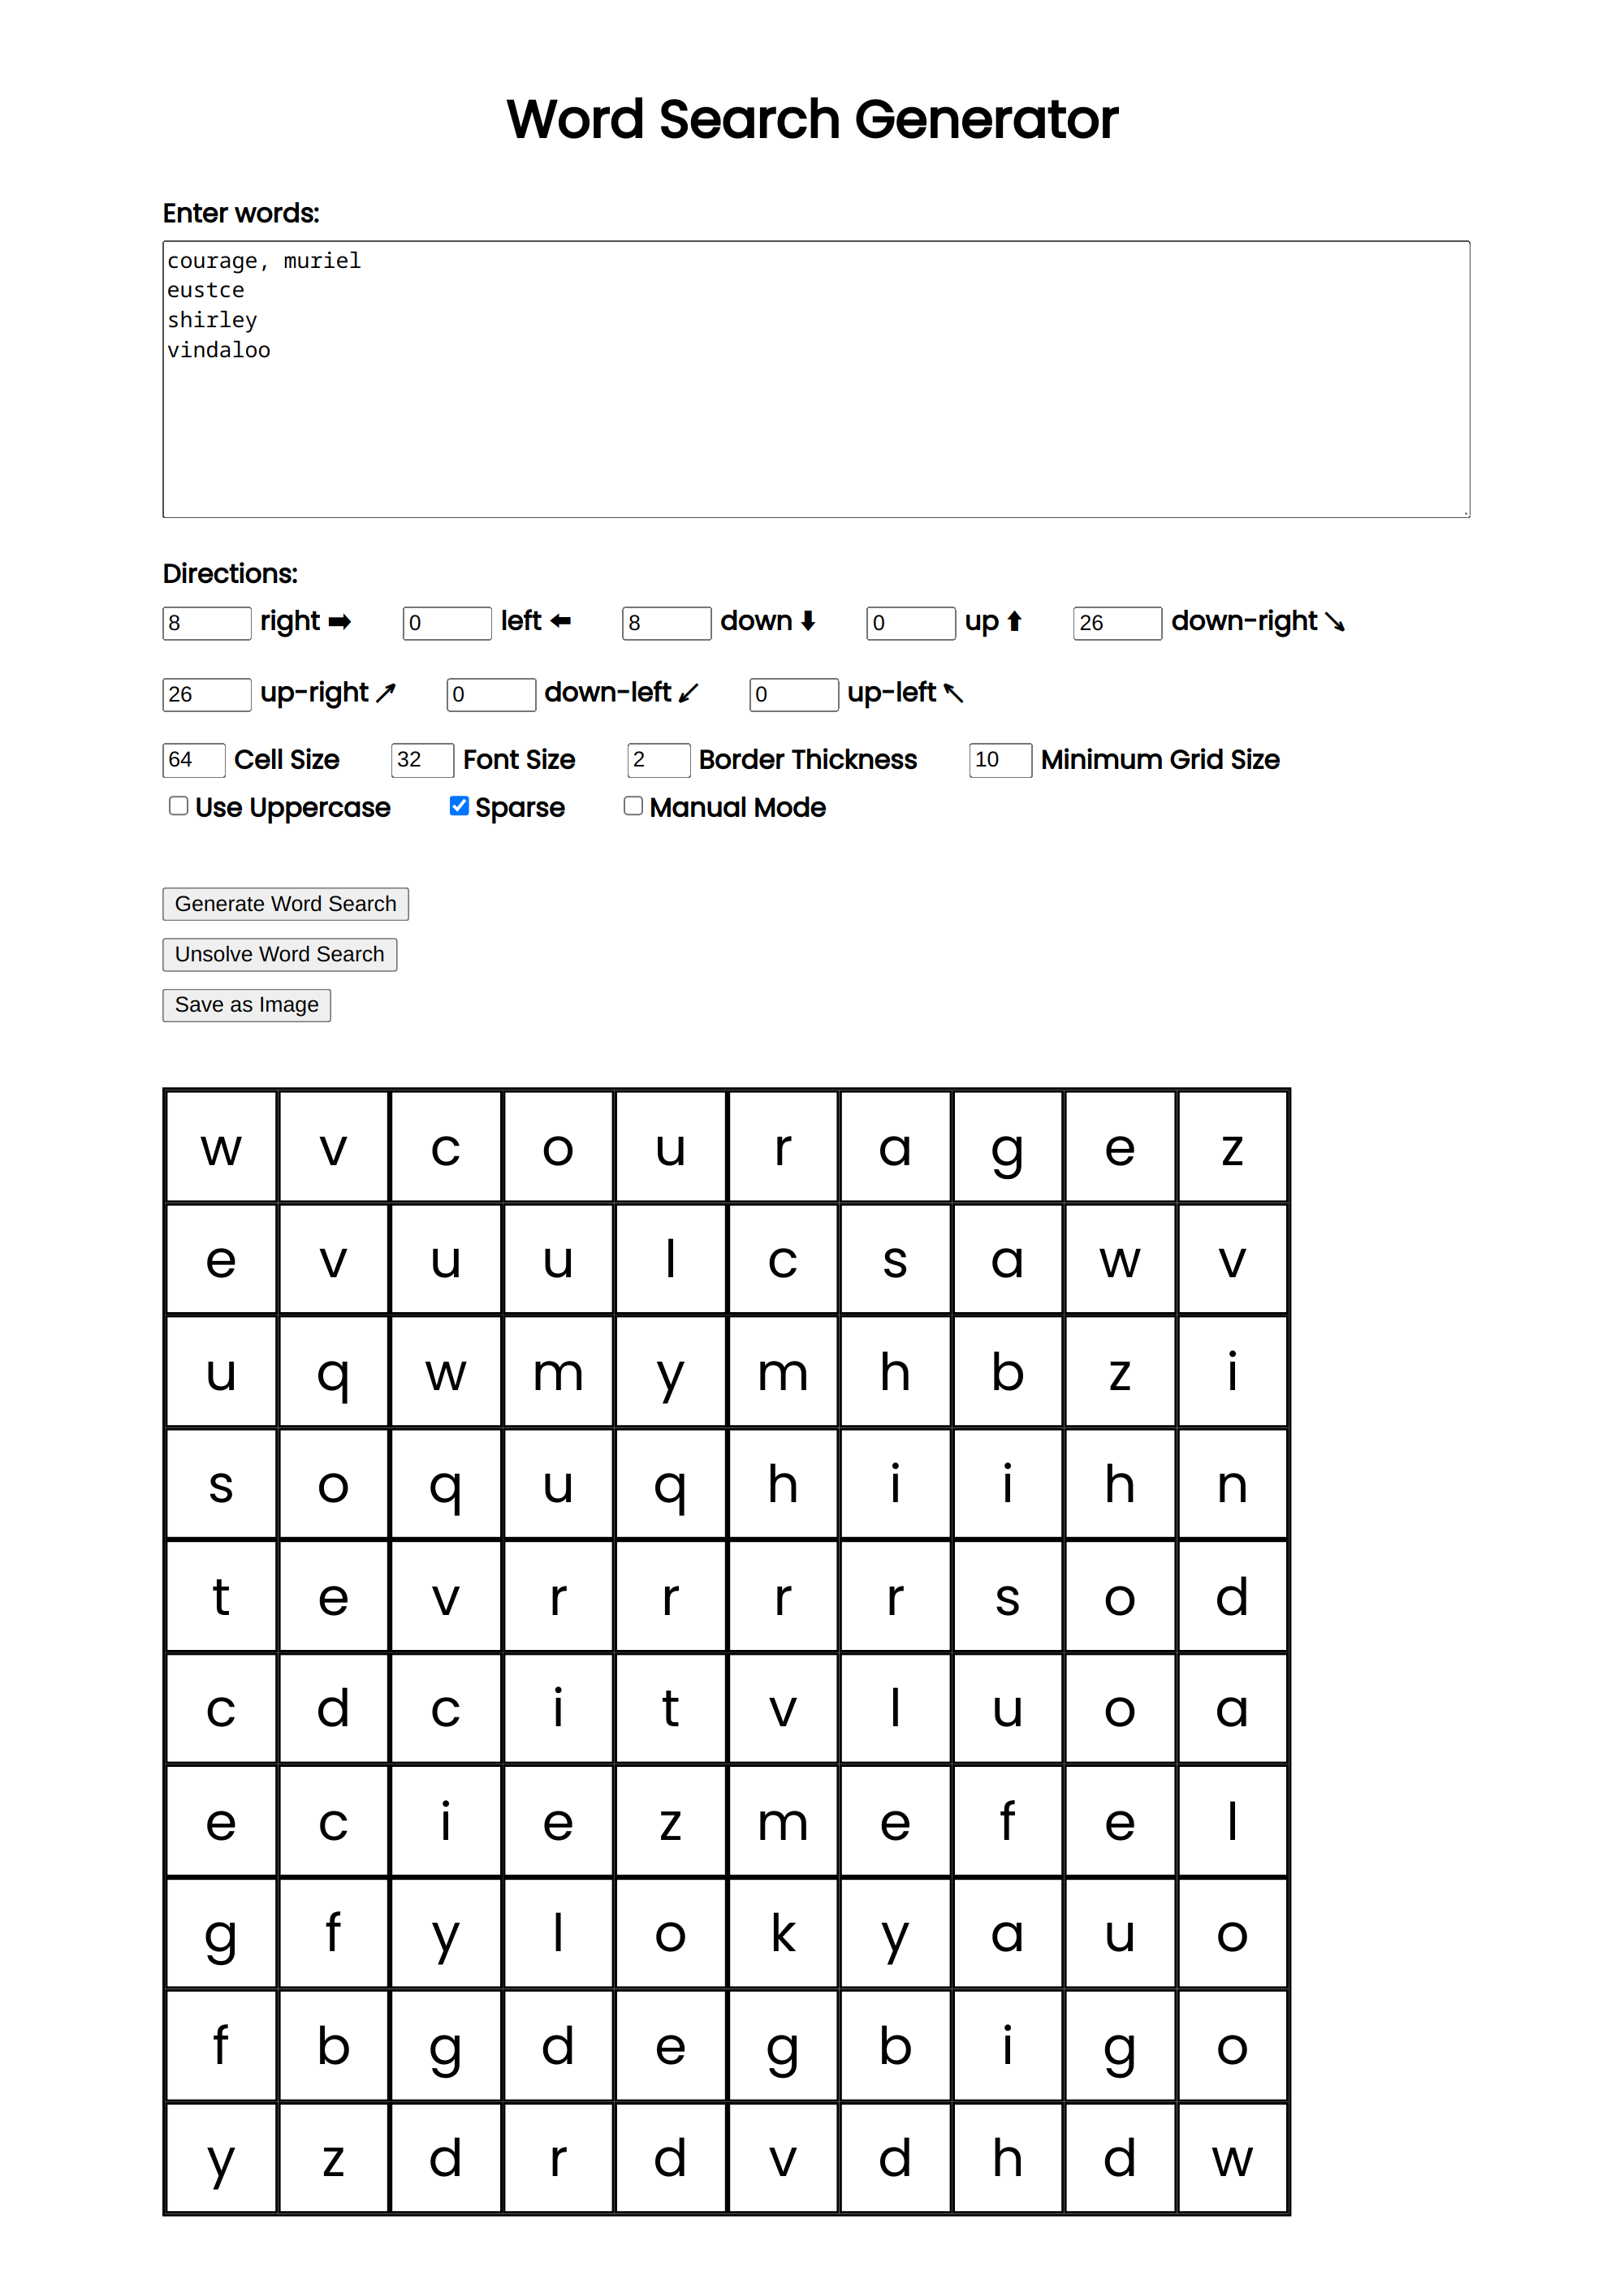 Word Search Generator
Enter words:
courage, muriel
eustce
shirley
vindaloo
Directions:
8 right ➡ 0 left ⬅ 8 down ⬇ 0 up ⬆ 26 down-right ↘
26 up-right ↗ 0 down-left ↙ 0 up-left ↖
64 Cell Size 32 Font Size 2 Border Thickness 10 Minimum Grid Size
Use Uppercase Sparse Manual Mode
Generate Word Search
Unsolve Word Search
Save as Image
w v c o u r a g e z
e v u u l c s a w v
u q w m y m h b z i
s o q u q h i i h n
t e v r r r r s o d
c d c i t v l u o a
e c i e z m e f e l
g f y l o k y a u o
f b g d e g b i g o
y z d r d v d h d w